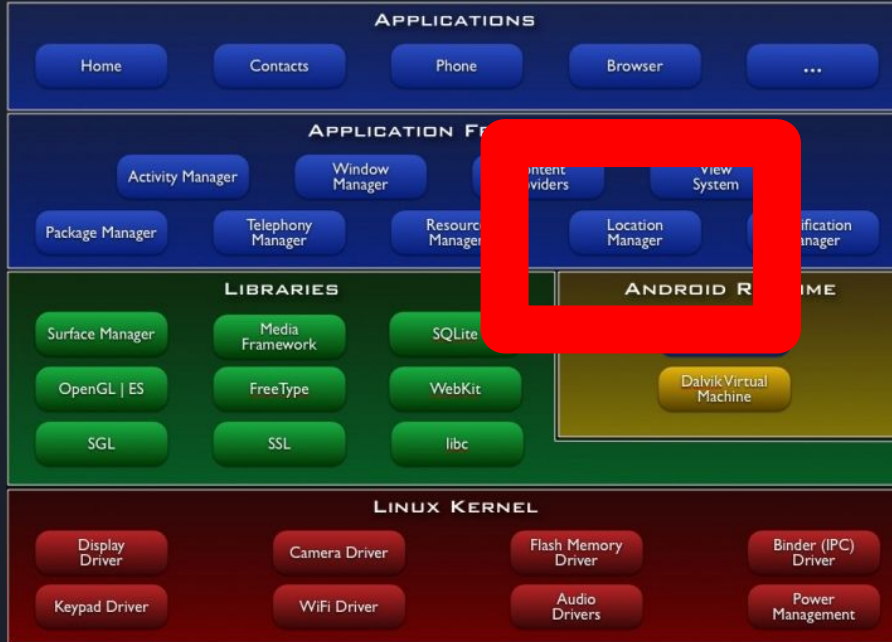 APPLICATIONS
Home
Contacts
Phone
Browser
...
APPLICATION
Activity Manager
Window
Manager
View
System
Package Manager
Telephony
Manager
Location
Manager
LIBRARIES
ANDROID
Surface Manager
Media
Framework
SQLite
OpenGL | ES
FreeType
WebKit
Dalvik Virtual
Machine
SGL
SSL
libc
LINUX KERNEL
Display
Driver
Camera Driver
Flash Memory
Driver
Binder (IPC)
Driver
Keypad Driver
WiFi Driver
Audio
Drivers
Power
Management